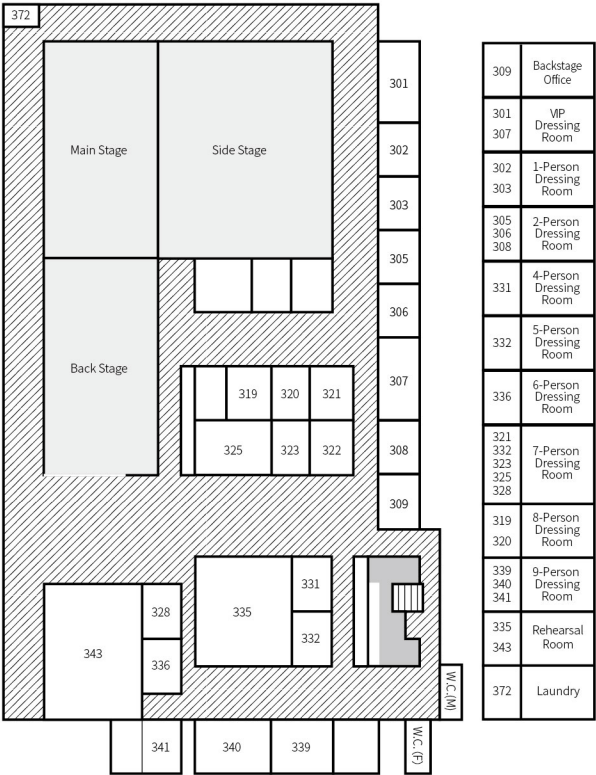 372
301
Main Stage
Side Stage
302
303
305
306
Back Stage
307
319
320
321
325
323
322
308
309
331
328
335
332
343
336
W.C.(M)
341
340
339
W.C.(F)
309
Backstage
Office
301
307
VIP
Dressing
Room
302
303
1-Person
Dressing
Room
305
306
308
2-Person
Dressing
Room
331
4-Person
Dressing
Room
332
5-Person
Dressing
Room
336
6-Person
Dressing
Room
321
332
323
325
328
7-Person
Dressing
Room
319
320
8-Person
Dressing
Room
339
340
341
9-Person
Dressing
Room
335
343
Rehearsal
Room
372
Laundry